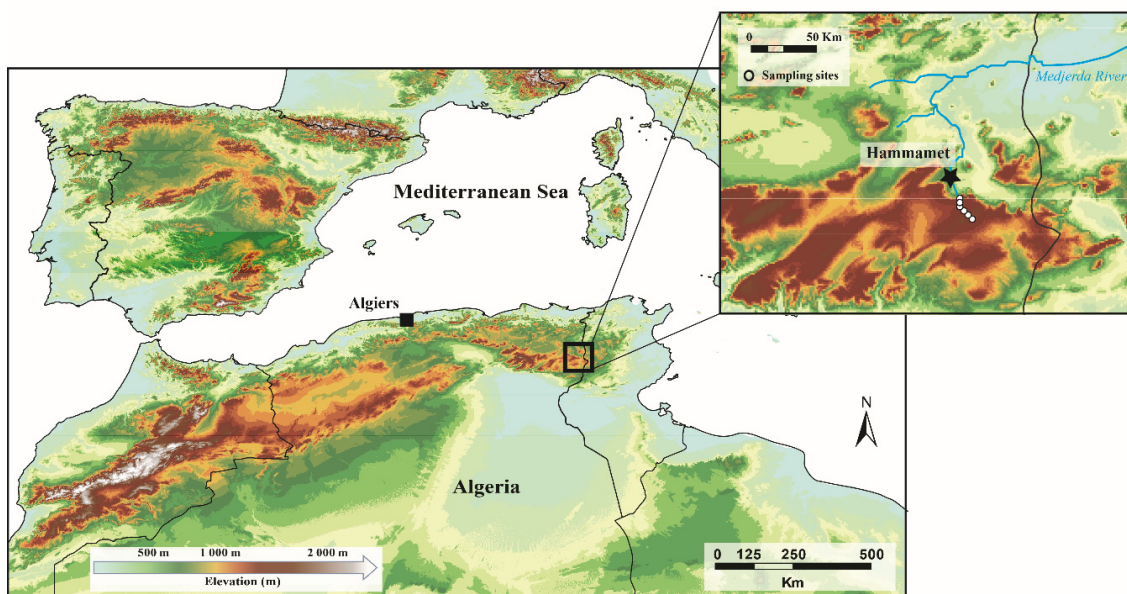 0 50 Km
Sampling sites
Medjerda River
Hammamet
Mediterranean Sea
Algiers
N
Algeria
500 m 1 000 m 2 000 m
Elevation (m)
0 125 250 500
Km